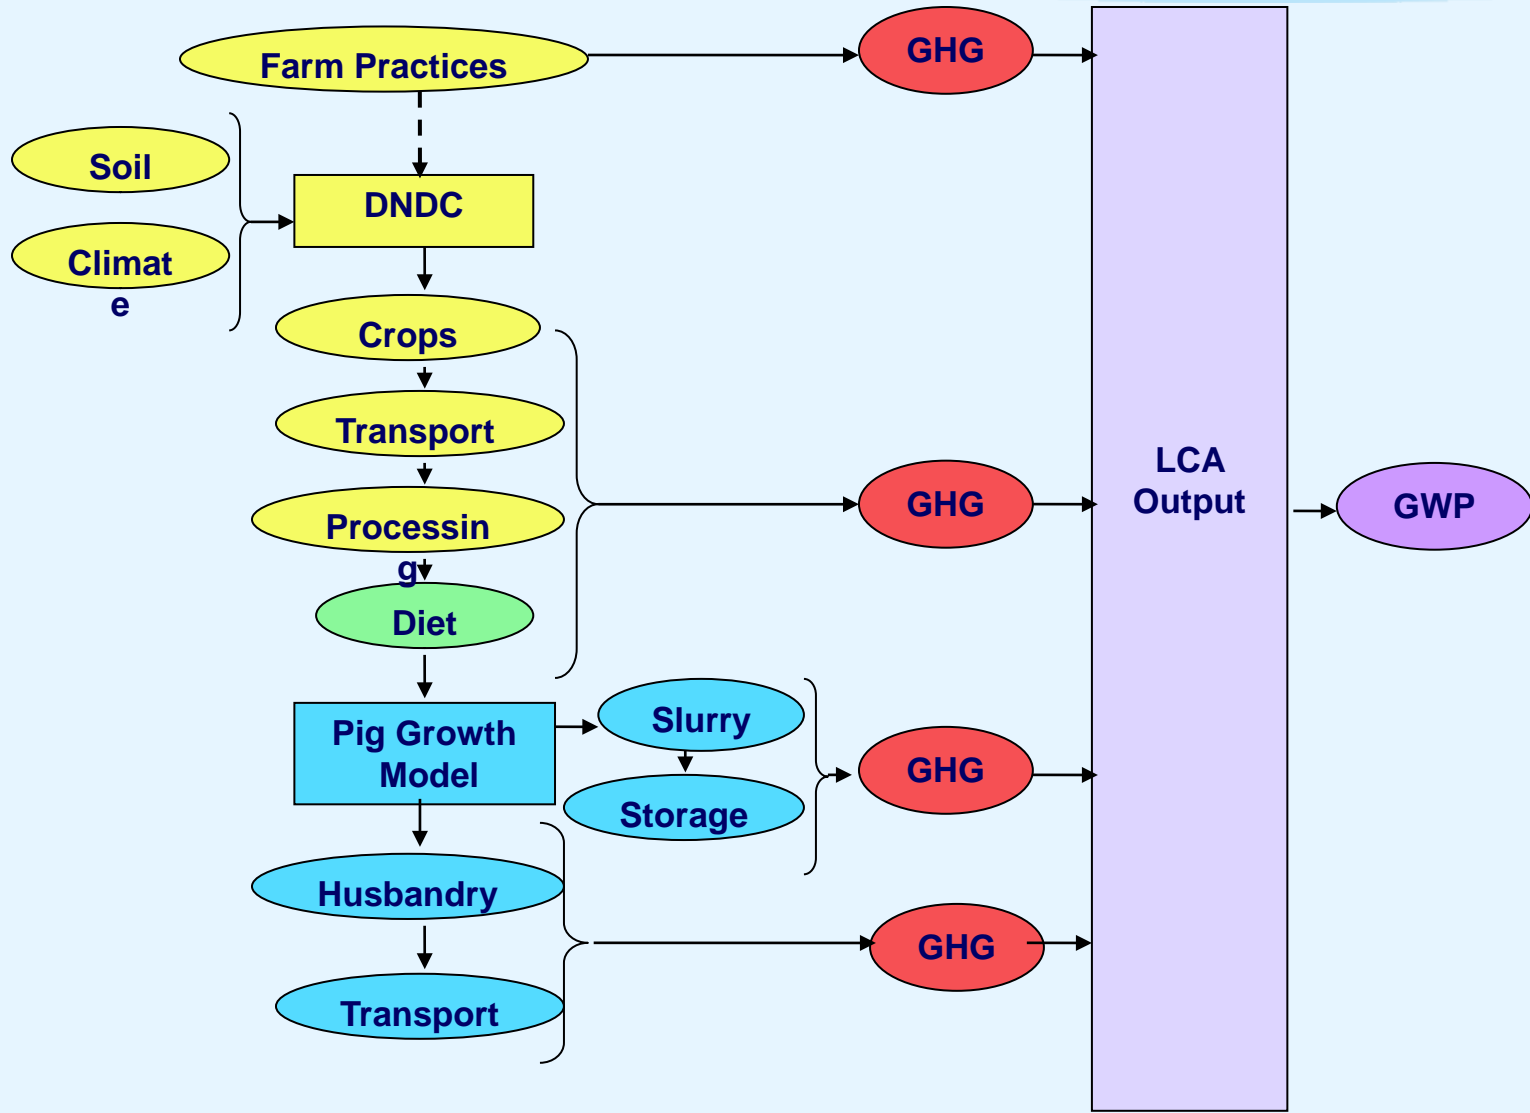 Farm Practices
GHG
Soil
DNDC
Climat
e
Crops
Transport
Processin
g
Diet
GHG
LCA
Output
GWP
Pig Growth
Model
Slurry
Storage
GHG
Husbandry
Transport
GHG